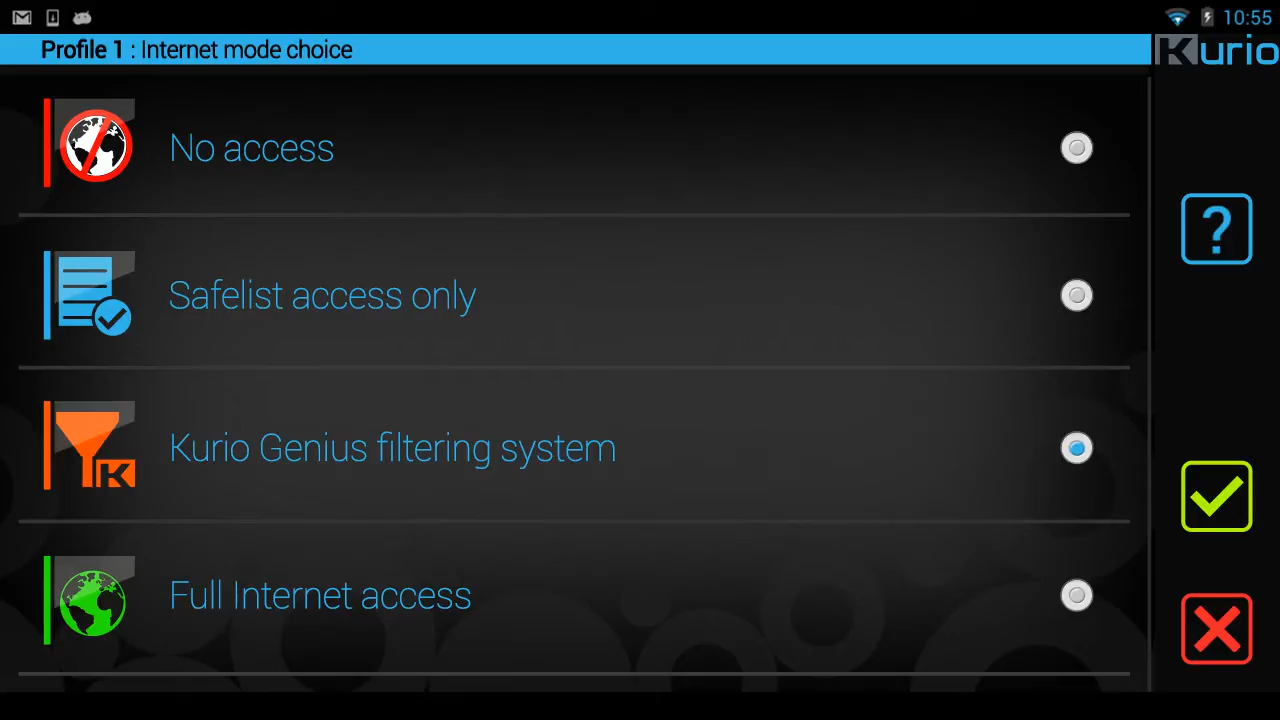 10:55
Profile 1 : Internet mode choice
Kurio
No access
Safelist access only
?
Kurio Genius filtering system
K
Full Internet access